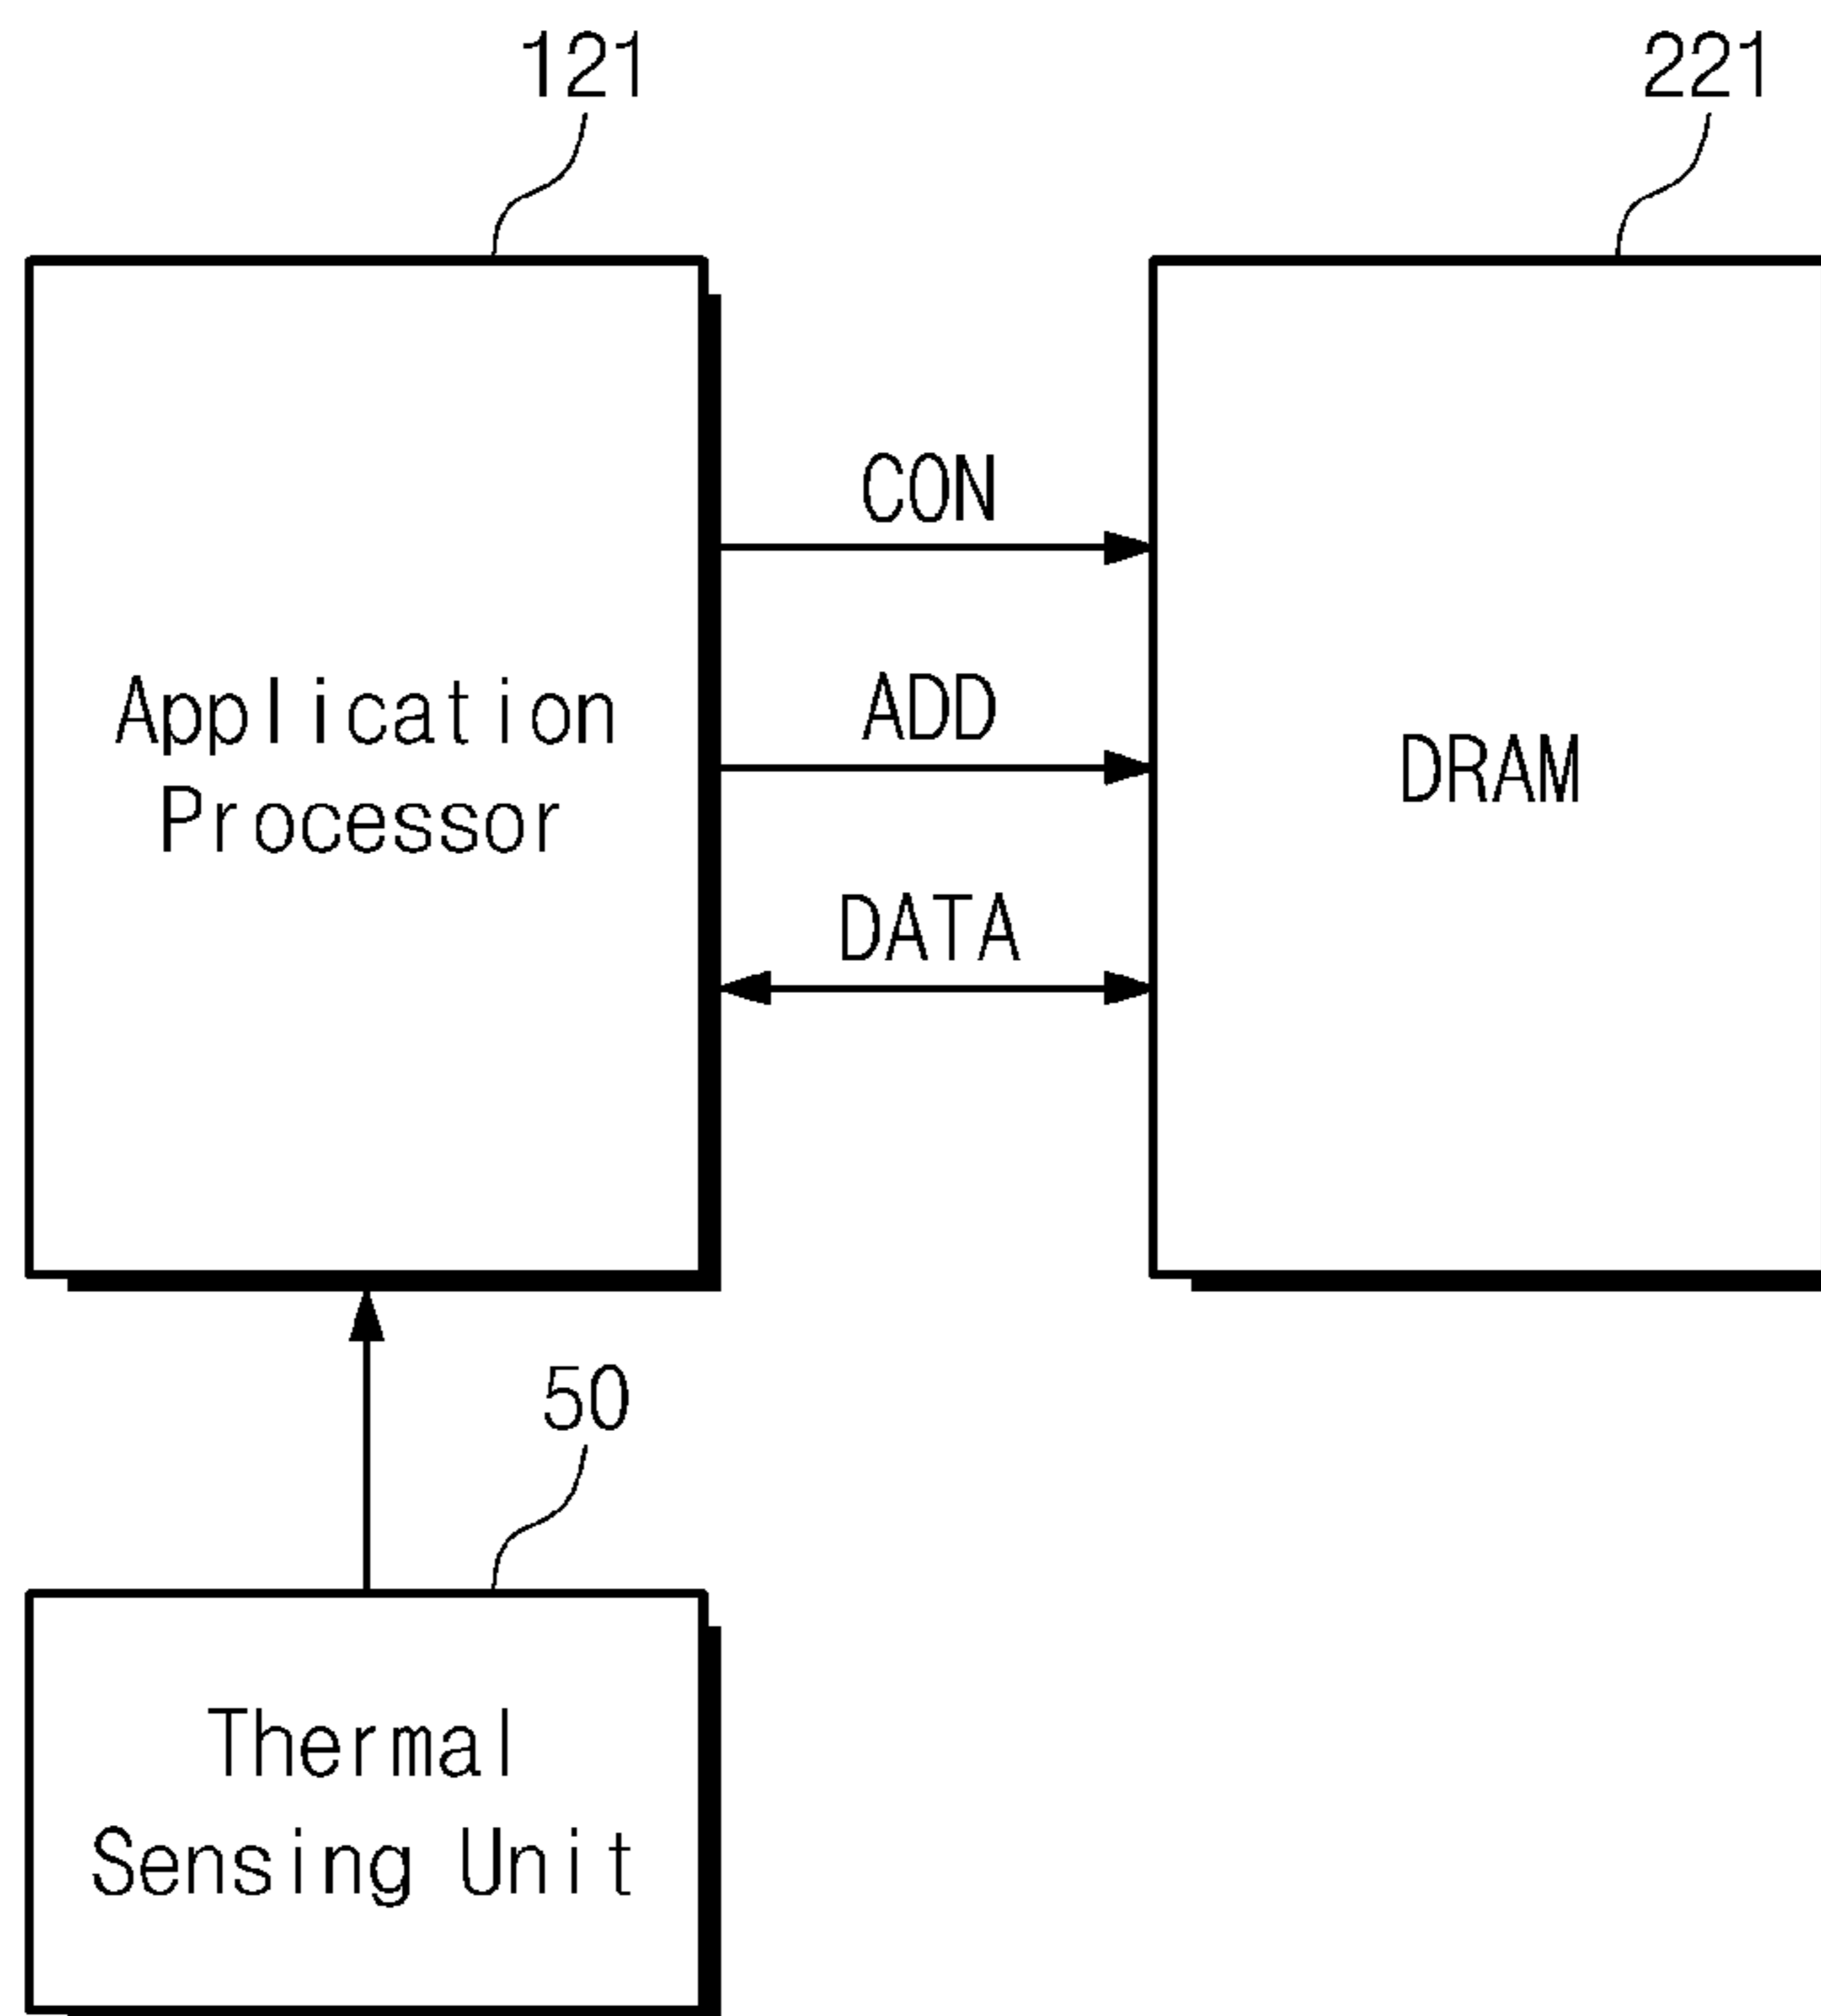 121
221
CON
Application
Processor
ADD
DRAM
DATA
50
Thermal
Sensing Unit